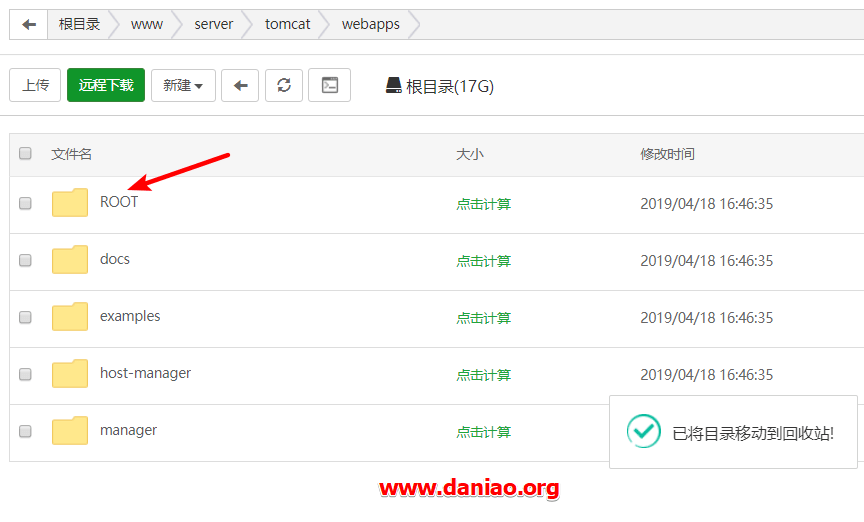 根目录 www server tomcat webapps
上传 远程下载 新建 根目录(17G)
文件名 大小 修改时间
ROOT 点击计算 2019/04/18 16:46:35
docs 点击计算 2019/04/18 16:46:35
examples 点击计算 2019/04/18 16:46:35
host-manager 点击计算 2019/04/18 16:46:35
manager 点击计算
已将目录移动到回收站!
www.daniao.org